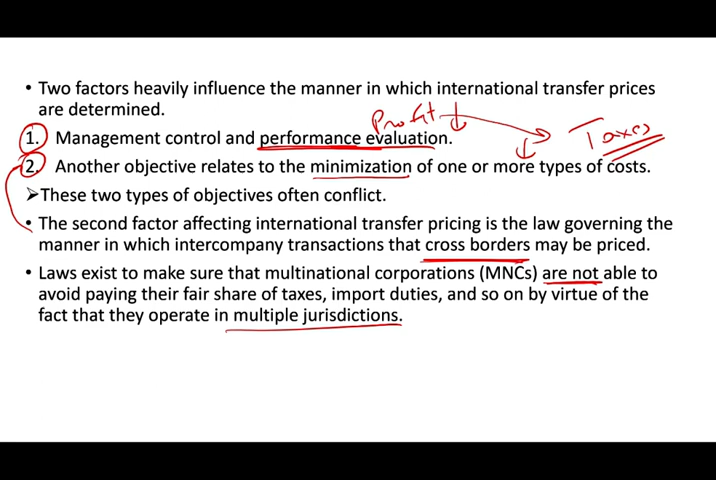 • Two factors heavily influence the manner in which international transfer prices
are determined.
Profit ↓
1. Management control and performance evaluation.
↓ Taxes
2. Another objective relates to the minimization of one or more types of costs.
➤These two types of objectives often conflict.
• The second factor affecting international transfer pricing is the law governing the
manner in which intercompany transactions that cross borders may be priced.
• Laws exist to make sure that multinational corporations (MNCs) are not able to
avoid paying their fair share of taxes, import duties, and so on by virtue of the
fact that they operate in multiple jurisdictions.